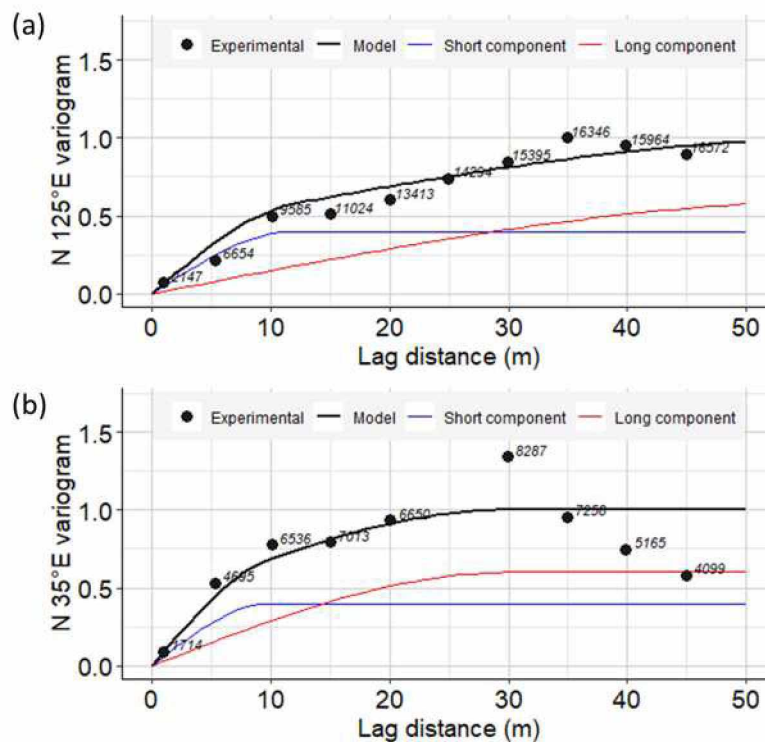 (a)
Experimental Model Short component Long component
N 125°E variogram
1.5
1.0
0.5
0.0
2147
6654
9585
11024
13413
14294
15395
16346
15964
16572
0 10 20 30 40 50
Lag distance (m)
(b)
Experimental Model Short component Long component
N 35°E variogram
1.5
1.0
0.5
0.0
1714
4695
6536
7013
6650
8287
7258
5165
4099
0 10 20 30 40 50
Lag distance (m)